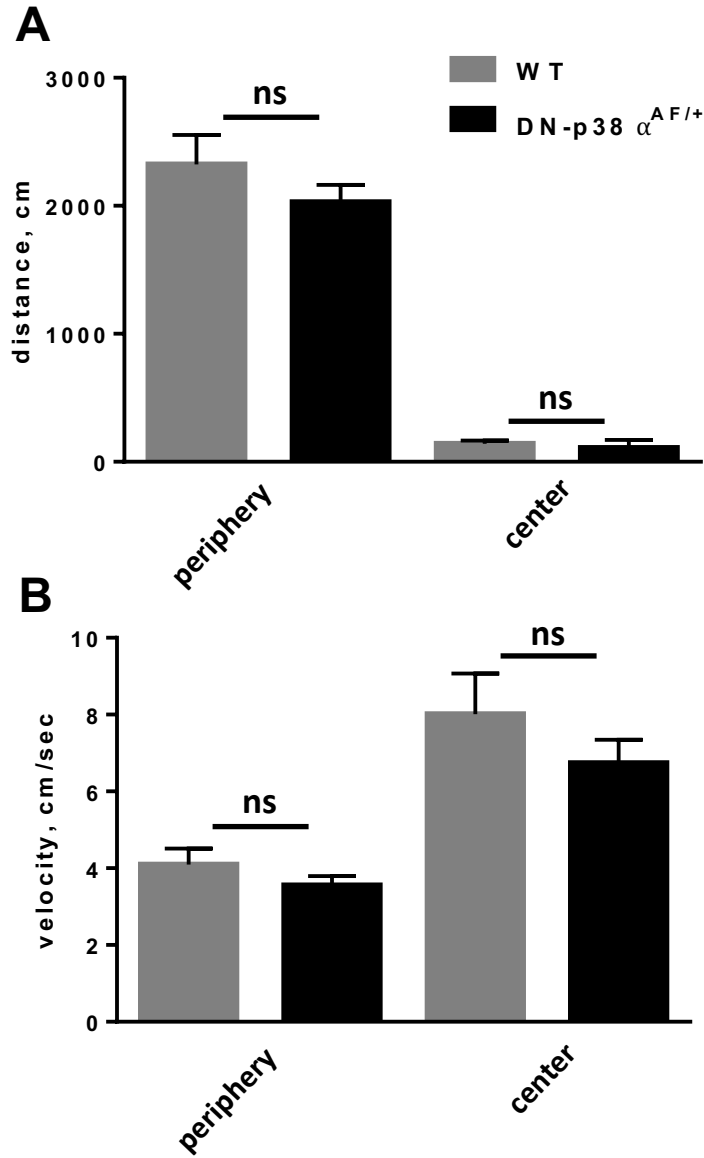 A
WT
DN-p38 α^AF/+
distance, cm
3000
2000
1000
0
ns
ns
periphery
center
B
velocity, cm/sec
10
8
6
4
2
0
ns
ns
periphery
center